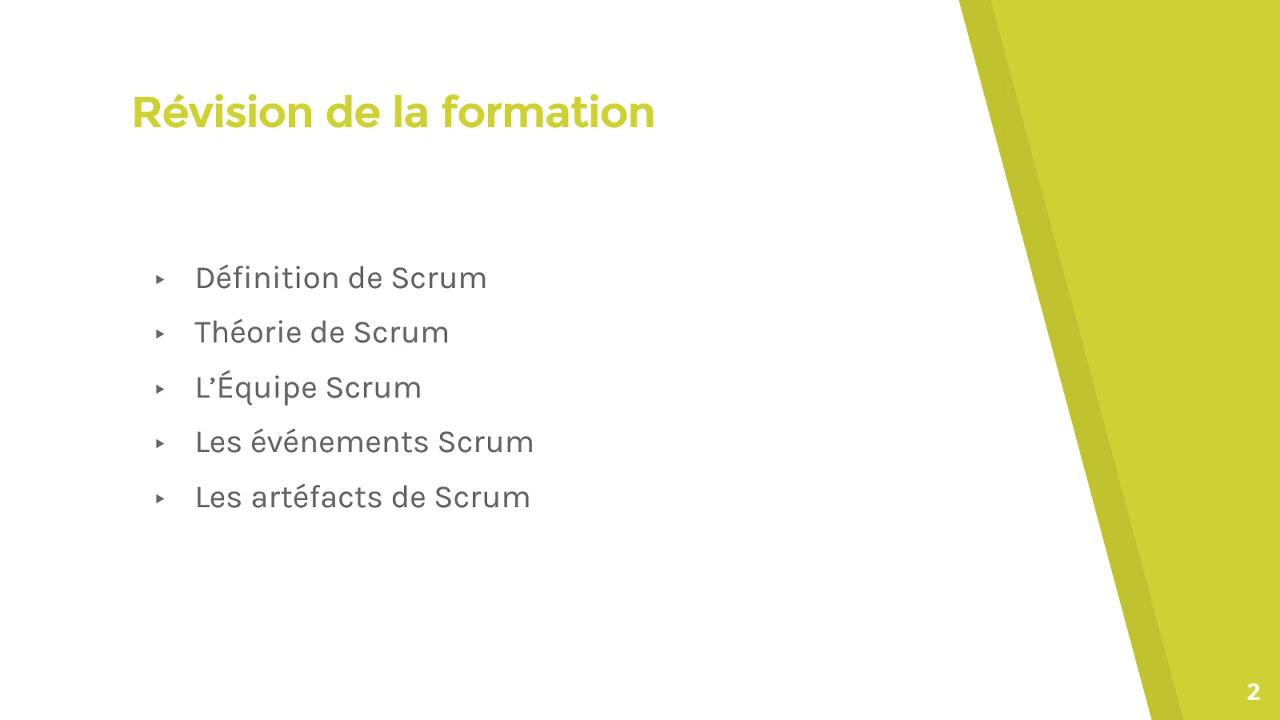 Révision de la formation
▸ Définition de Scrum
▸ Théorie de Scrum
▸ L’Équipe Scrum
▸ Les événements Scrum
▸ Les artéfacts de Scrum
2